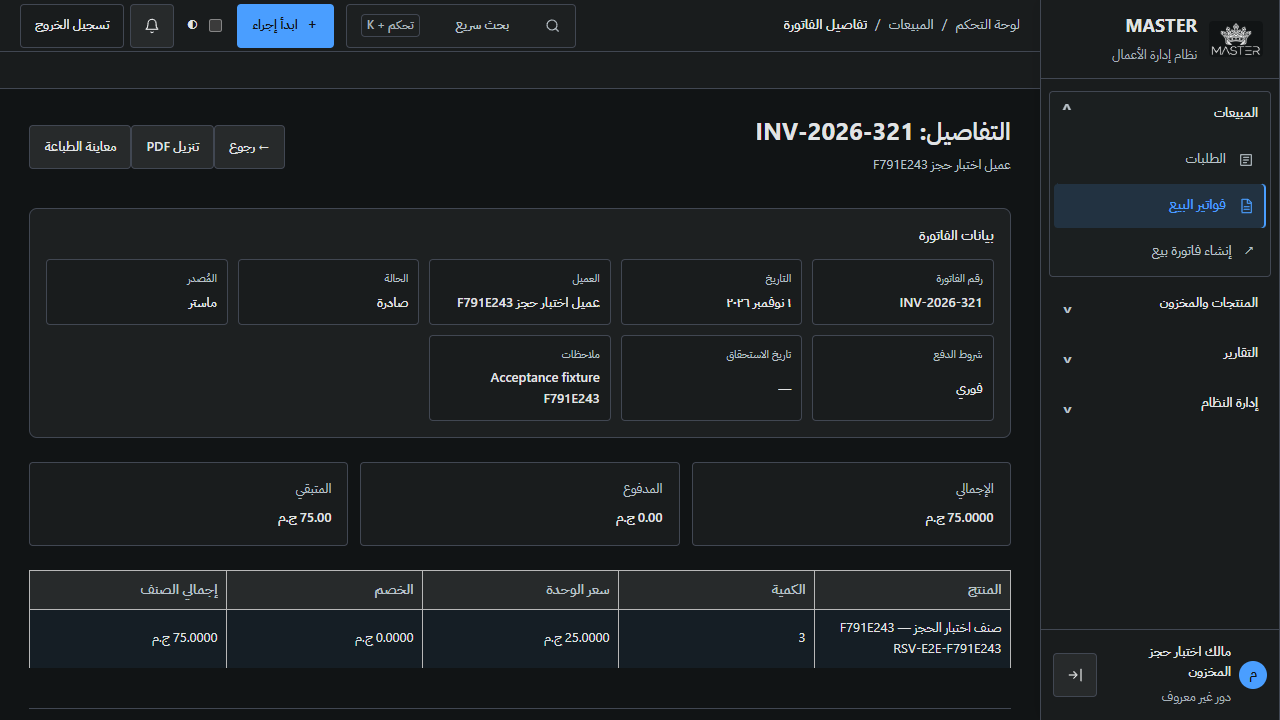 MASTER
نظام إدارة الأعمال
MASTER
المبيعات
الطلبات
فواتير البيع
إنشاء فاتورة بيع
المنتجات والمخزون
التقارير
إدارة النظام
مالك اختبار حجز المخزون
دور غير معروف
م
لوحة التحكم / المبيعات / تفاصيل الفاتورة
بحث سريع
تحكم + K
+ ابدأ إجراء
تسجيل الخروج
التفاصيل: INV-2026-321
عميل اختبار حجز F791E243
← رجوع
تنزيل PDF
معاينة الطباعة
بيانات الفاتورة
رقم الفاتورة
INV-2026-321
التاريخ
١ نوفمبر ٢٠٢٦
العميل
عميل اختبار حجز F791E243
الحالة
صادرة
المُصدر
ماستر
شروط الدفع
فوري
تاريخ الاستحقاق
—
ملاحظات
Acceptance fixture
F791E243
الإجمالي
75.0000 ج.م
المدفوع
0.00 ج.م
المتبقي
75.00 ج.م
المنتج الكمية سعر الوحدة الخصم إجمالي الصنف
صنف اختبار الحجز — F791E243
RSV-E2E-F791E243
3
25.0000 ج.م
0.0000 ج.م
75.0000 ج.م